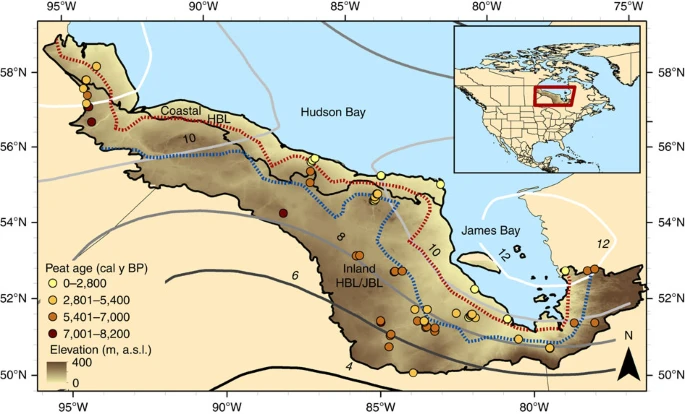 95°W 90°W 85°W 80°W 75°W
58°N 58°N
Coastal HBL
Hudson Bay
10
56°N 56°N
54°N 54°N
James Bay
8
10
12
12
Peat age (cal y BP)
0–2,800
2,801–5,400
5,401–7,000
7,001–8,200
Elevation (m, a.s.l.)
400
0
6
Inland
HBL/JBL
52°N 52°N
N
4
50°N 50°N
95°W 90°W 85°W 80°W 75°W